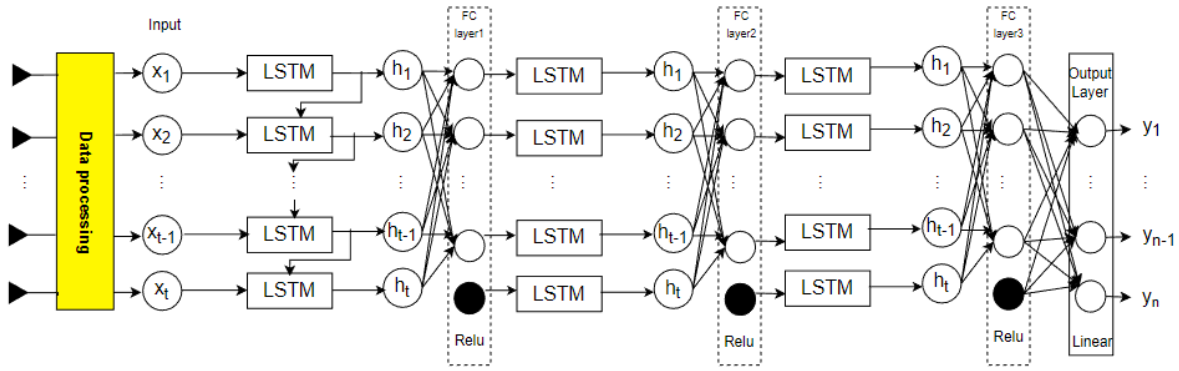 Input
FC
layer1
FC
layer2
FC
layer3
Output
Layer
Data processing
x1 LSTM h1 LSTM h1 LSTM h1
x2 LSTM h2 LSTM h2 LSTM h2 y1
⋮ ⋮ ⋮ ⋮ ⋮ ⋮ ⋮ ⋮ ⋮ ⋮ ⋮ ⋮
xt-1 LSTM ht-1 LSTM ht-1 LSTM ht-1 yn-1
xt LSTM ht LSTM ht LSTM ht yn
Relu Relu Relu Linear